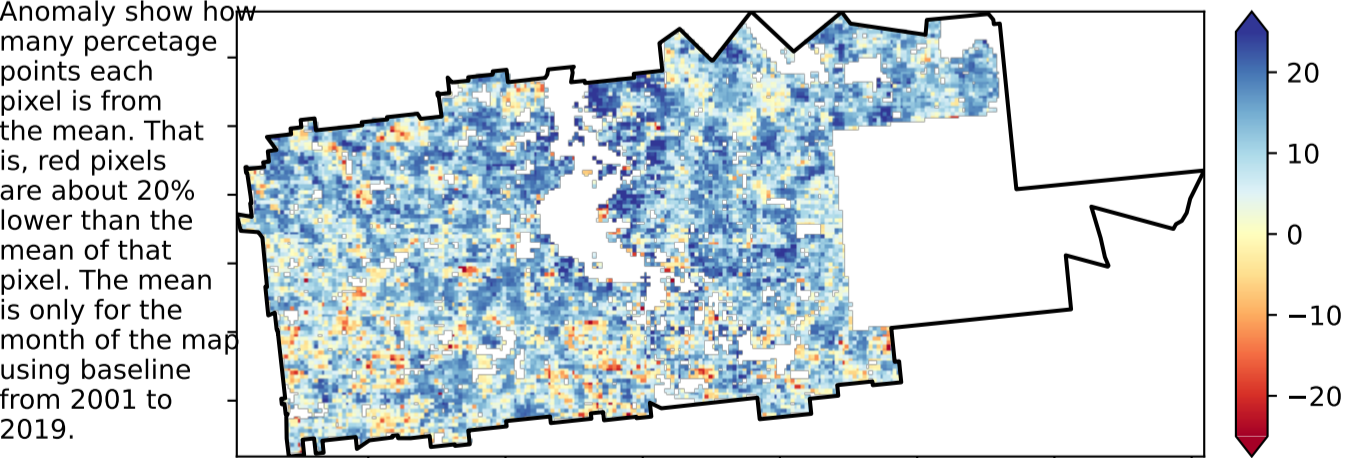 Anomaly show how
many percetage
points each
pixel is from
the mean. That
is, red pixels
are about 20%
lower than the
mean of that
pixel. The mean
is only for the
month of the map
using baseline
from 2001 to
2019.
20
10
0
−10
−20